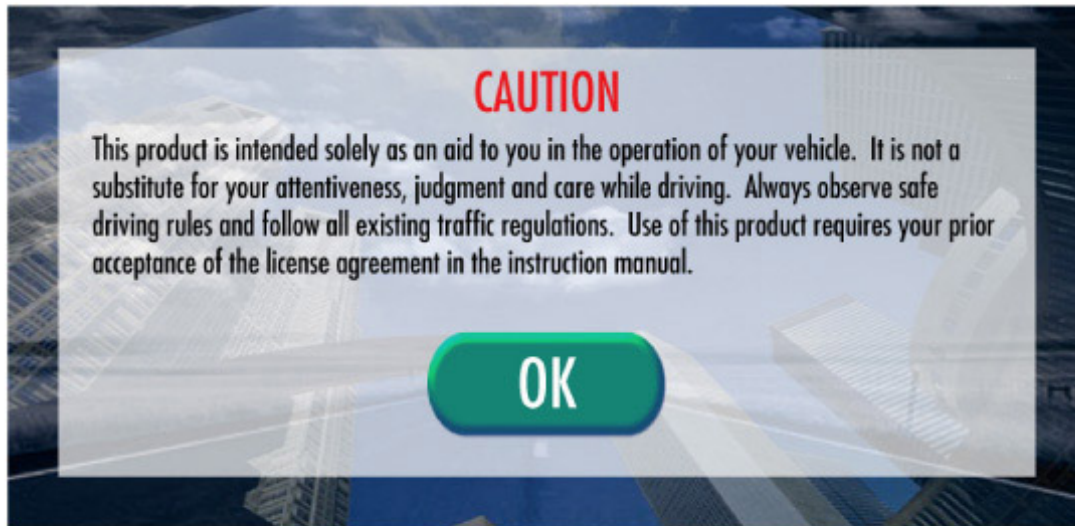 CAUTION
This product is intended solely as an aid to you in the operation of your vehicle.  It is not a
substitute for your attentiveness, judgment and care while driving.  Always observe safe
driving rules and follow all existing traffic regulations.  Use of this product requires your prior
acceptance of the license agreement in the instruction manual.
OK